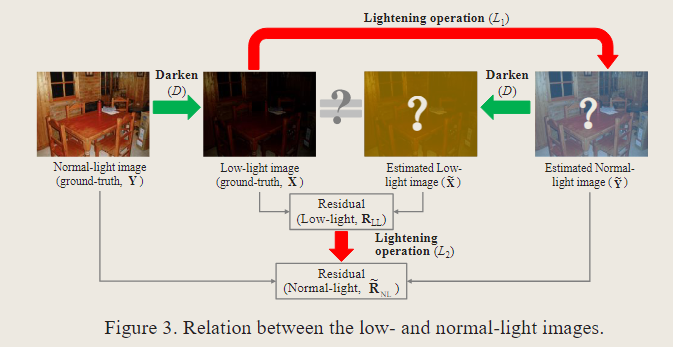 Lightening operation (L₁)
Darken
(D)
Darken
(D)
?
?
?
Normal-light image
(ground-truth, Y )
Low-light image
(ground-truth, X )
Estimated Low-
light image (X̃)
Estimated Normal-
light image (Ỹ)
Residual
(Low-light, R_LL)
Lightening
operation (L₂)
Residual
(Normal-light, R̃_NL )
Figure 3. Relation between the low- and normal-light images.